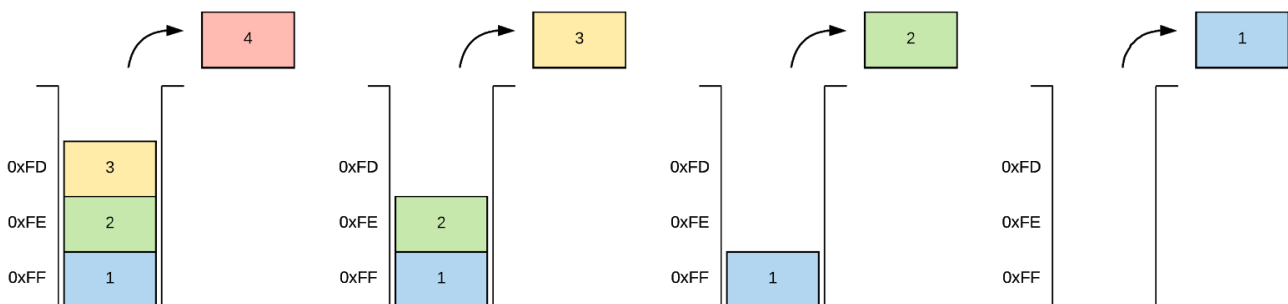 4
3
2
1
0xFD 3 0xFD 0xFD 0xFD
0xFE 2 0xFE 2 0xFE 0xFE
0xFF 1 0xFF 1 0xFF 1 0xFF